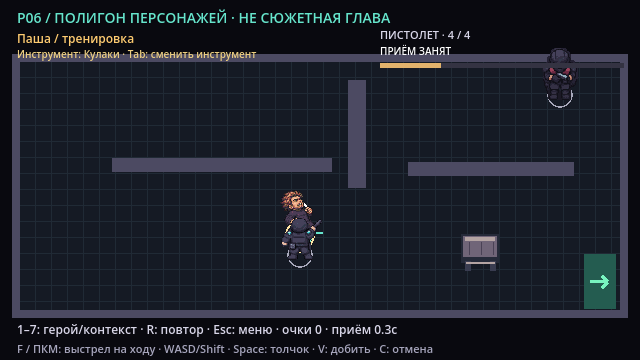 P06 / ПОЛИГОН ПЕРСОНАЖЕЙ · НЕ СЮЖЕТНАЯ ГЛАВА
Паша / тренировка
Инструмент: Кулаки · Tab: сменить инструмент
ПИСТОЛЕТ · 4 / 4
ПРИЁМ ЗАНЯТ
1–7: герой/контекст · R: повтор · Esc: меню · очки 0 · приём 0.3с
F / ПКМ: выстрел на ходу · WASD/Shift · Space: толчок · V: добить · C: отмена